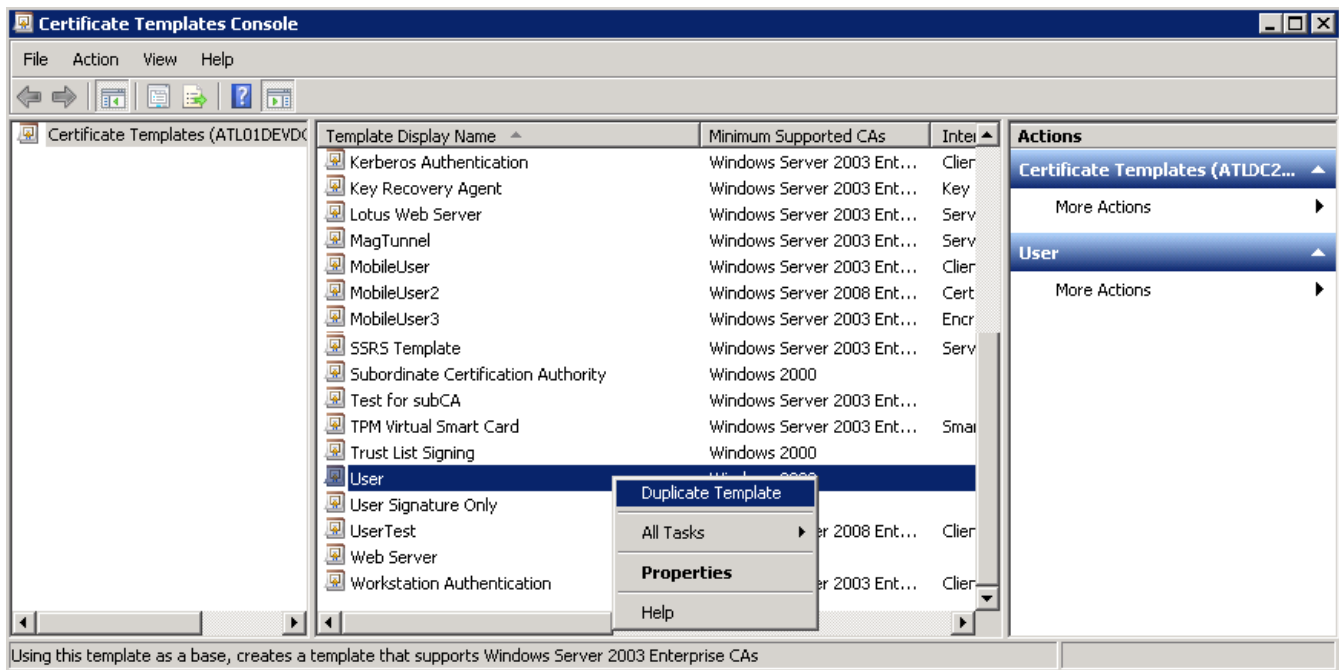 Certificate Templates Console
File Action View Help
Certificate Templates (ATL01DEVD
Template Display Name Minimum Supported CAs Inter
Kerberos Authentication Windows Server 2003 Ent... Clier
Key Recovery Agent Windows Server 2003 Ent... Key
Lotus Web Server Windows Server 2003 Ent... Serv
MagTunnel Windows Server 2003 Ent... Serv
MobileUser Windows Server 2003 Ent... Clier
MobileUser2 Windows Server 2008 Ent... Cert
MobileUser3 Windows Server 2003 Ent... Encr
SSRS Template Windows Server 2003 Ent... Serv
Subordinate Certification Authority Windows 2000
Test for subCA Windows Server 2003 Ent...
TPM Virtual Smart Card Windows Server 2003 Ent... Smar
Trust List Signing Windows 2000
User
User Signature Only
UserTest er 2008 Ent... Clier
Web Server
Workstation Authentication er 2003 Ent... Clier
Duplicate Template
All Tasks
Properties
Help
Actions
Certificate Templates (ATLDC2...
More Actions
User
More Actions
Using this template as a base, creates a template that supports Windows Server 2003 Enterprise CAs